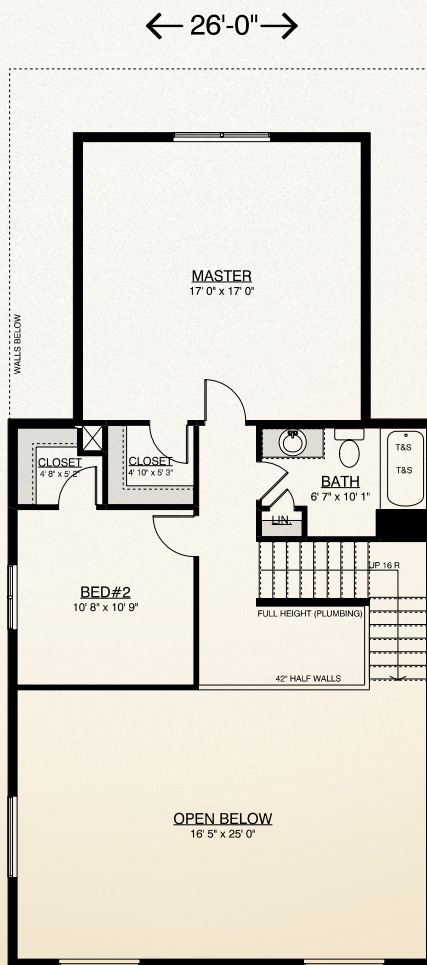 26'-0"
MASTER
17' 0" x 17' 0"
WALLS BELOW
CLOSET
4' 8" x 5' 2"
CLOSET
4' 10" x 5' 3"
T&S
T&S
BATH
6' 7" x 10' 1"
LIN.
UP 16 R
BED#2
10' 8" x 10' 9"
FULL HEIGHT (PLUMBING)
42" HALF WALLS
OPEN BELOW
16' 5" x 25' 0"